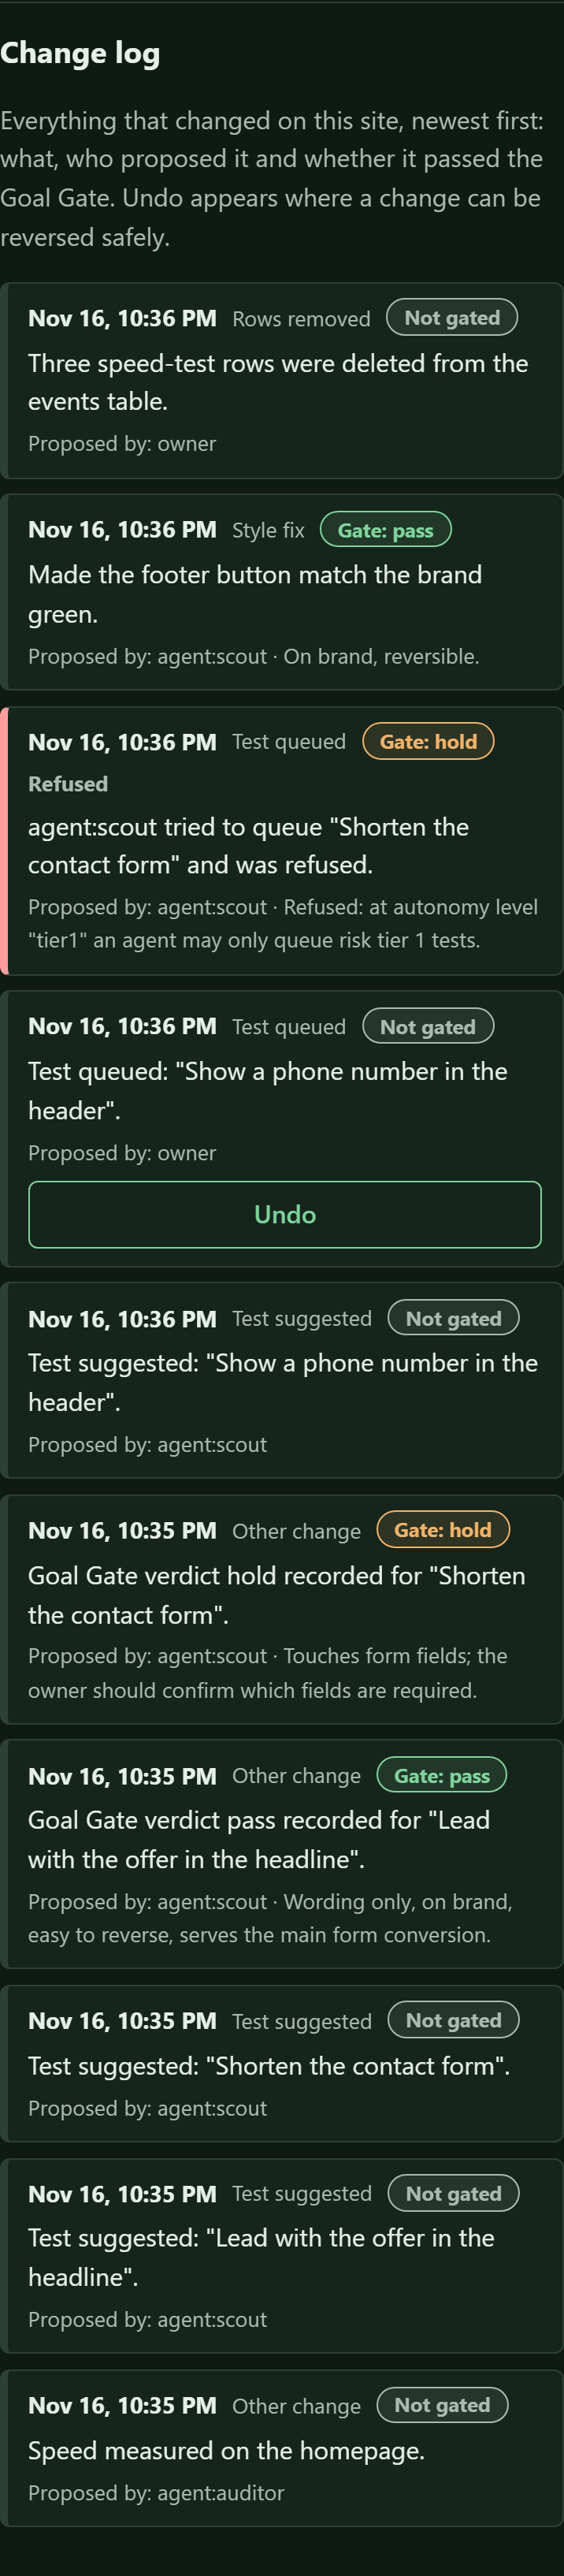 Change log
Everything that changed on this site, newest first:
what, who proposed it and whether it passed the
Goal Gate. Undo appears where a change can be
reversed safely.
Nov 16, 10:36 PM Rows removed Not gated
Three speed-test rows were deleted from the
events table.
Proposed by: owner
Nov 16, 10:36 PM Style fix Gate: pass
Made the footer button match the brand
green.
Proposed by: agent:scout · On brand, reversible.
Nov 16, 10:36 PM Test queued Gate: hold
Refused
agent:scout tried to queue "Shorten the
contact form" and was refused.
Proposed by: agent:scout · Refused: at autonomy level
"tier1" an agent may only queue risk tier 1 tests.
Nov 16, 10:36 PM Test queued Not gated
Test queued: "Show a phone number in the
header".
Proposed by: owner
Undo
Nov 16, 10:36 PM Test suggested Not gated
Test suggested: "Show a phone number in the
header".
Proposed by: agent:scout
Nov 16, 10:35 PM Other change Gate: hold
Goal Gate verdict hold recorded for "Shorten
the contact form".
Proposed by: agent:scout · Touches form fields; the
owner should confirm which fields are required.
Nov 16, 10:35 PM Other change Gate: pass
Goal Gate verdict pass recorded for "Lead
with the offer in the headline".
Proposed by: agent:scout · Wording only, on brand,
easy to reverse, serves the main form conversion.
Nov 16, 10:35 PM Test suggested Not gated
Test suggested: "Shorten the contact form".
Proposed by: agent:scout
Nov 16, 10:35 PM Test suggested Not gated
Test suggested: "Lead with the offer in the
headline".
Proposed by: agent:scout
Nov 16, 10:35 PM Other change Not gated
Speed measured on the homepage.
Proposed by: agent:auditor